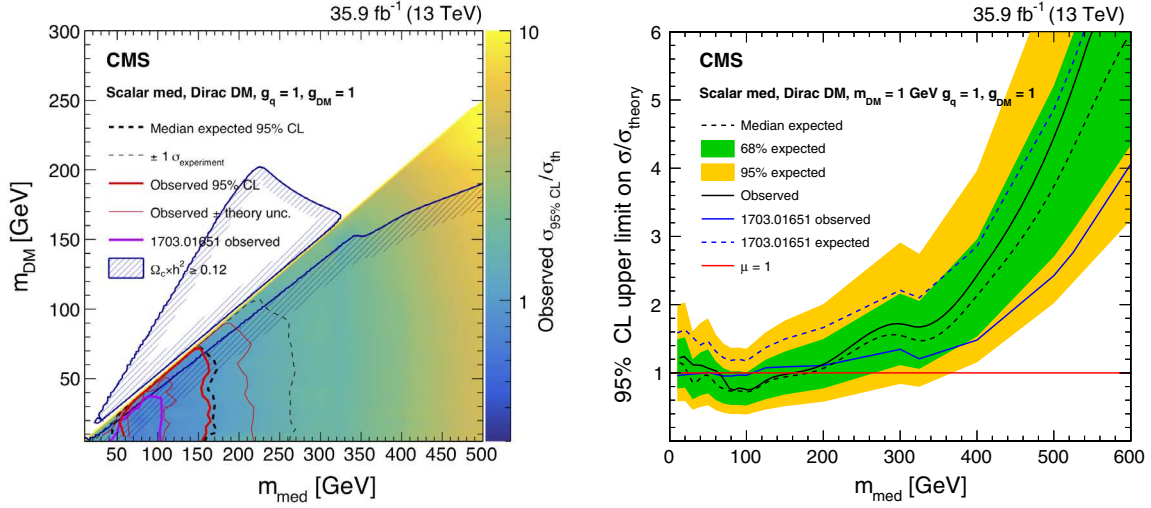 35.9 fb⁻¹ (13 TeV)
CMS
Scalar med, Dirac DM, g_q = 1, g_DM = 1
Median expected 95% CL
± 1 σ_experiment
Observed 95% CL
Observed ± theory unc.
1703.01651 observed
Ω_c×h² ≥ 0.12
300
250
200
150
100
50
m_DM [GeV]
50 100 150 200 250 300 350 400 450 500
m_med [GeV]
10
1
Observed σ_95% CL/σ_th
35.9 fb⁻¹ (13 TeV)
CMS
Scalar med, Dirac DM, m_DM = 1 GeV g_q = 1, g_DM = 1
Median expected
68% expected
95% expected
Observed
1703.01651 observed
1703.01651 expected
μ = 1
6
5
4
3
2
1
0
95% CL upper limit on σ/σ_theory
0 100 200 300 400 500 600
m_med [GeV]